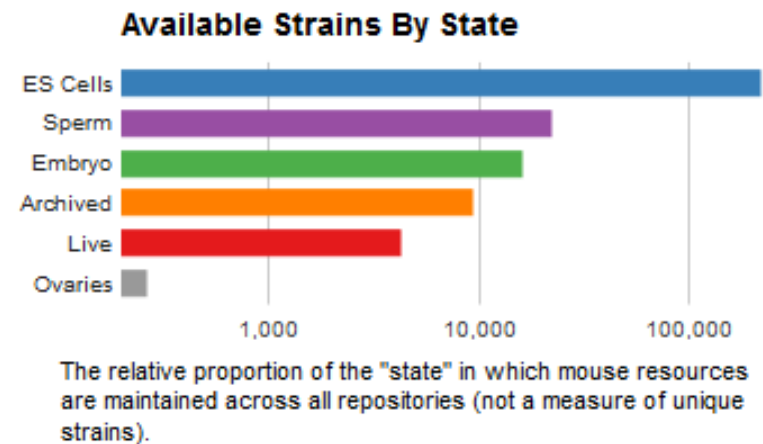 Available Strains By State
ES Cells
Sperm
Embryo
Archived
Live
Ovaries
1,000 10,000 100,000
The relative proportion of the "state" in which mouse resources
are maintained across all repositories (not a measure of unique
strains).